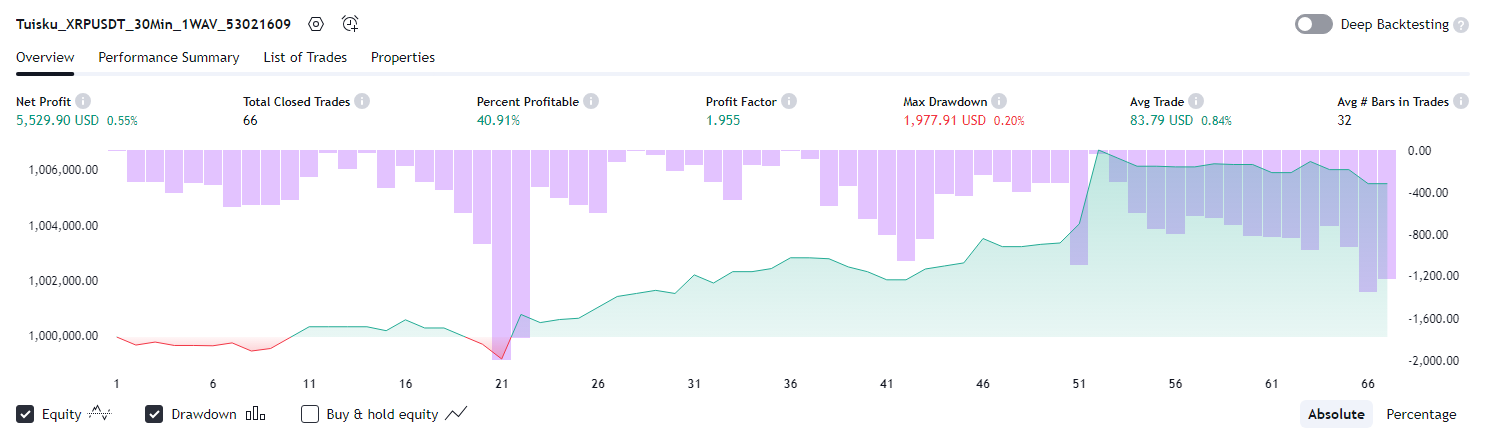 Tuisku_XRPUSDT_30Min_1WAV_53021609 Deep Backtesting ?
Overview Performance Summary List of Trades Properties
Net Profit i Total Closed Trades i Percent Profitable i Profit Factor i Max Drawdown i Avg Trade i Avg # Bars in Trades i
5,529.90 USD 0.55% 66 40.91% 1.955 1,977.91 USD 0.20% 83.79 USD 0.84% 32
0.00
1,006,000.00
-400.00
1,004,000.00
-800.00
1,002,000.00 -1,200.00
-1,600.00
1,000,000.00
-2,000.00
1 6 11 16 21 26 31 36 41 46 51 56 61 66
Equity Drawdown Buy & hold equity Absolute Percentage